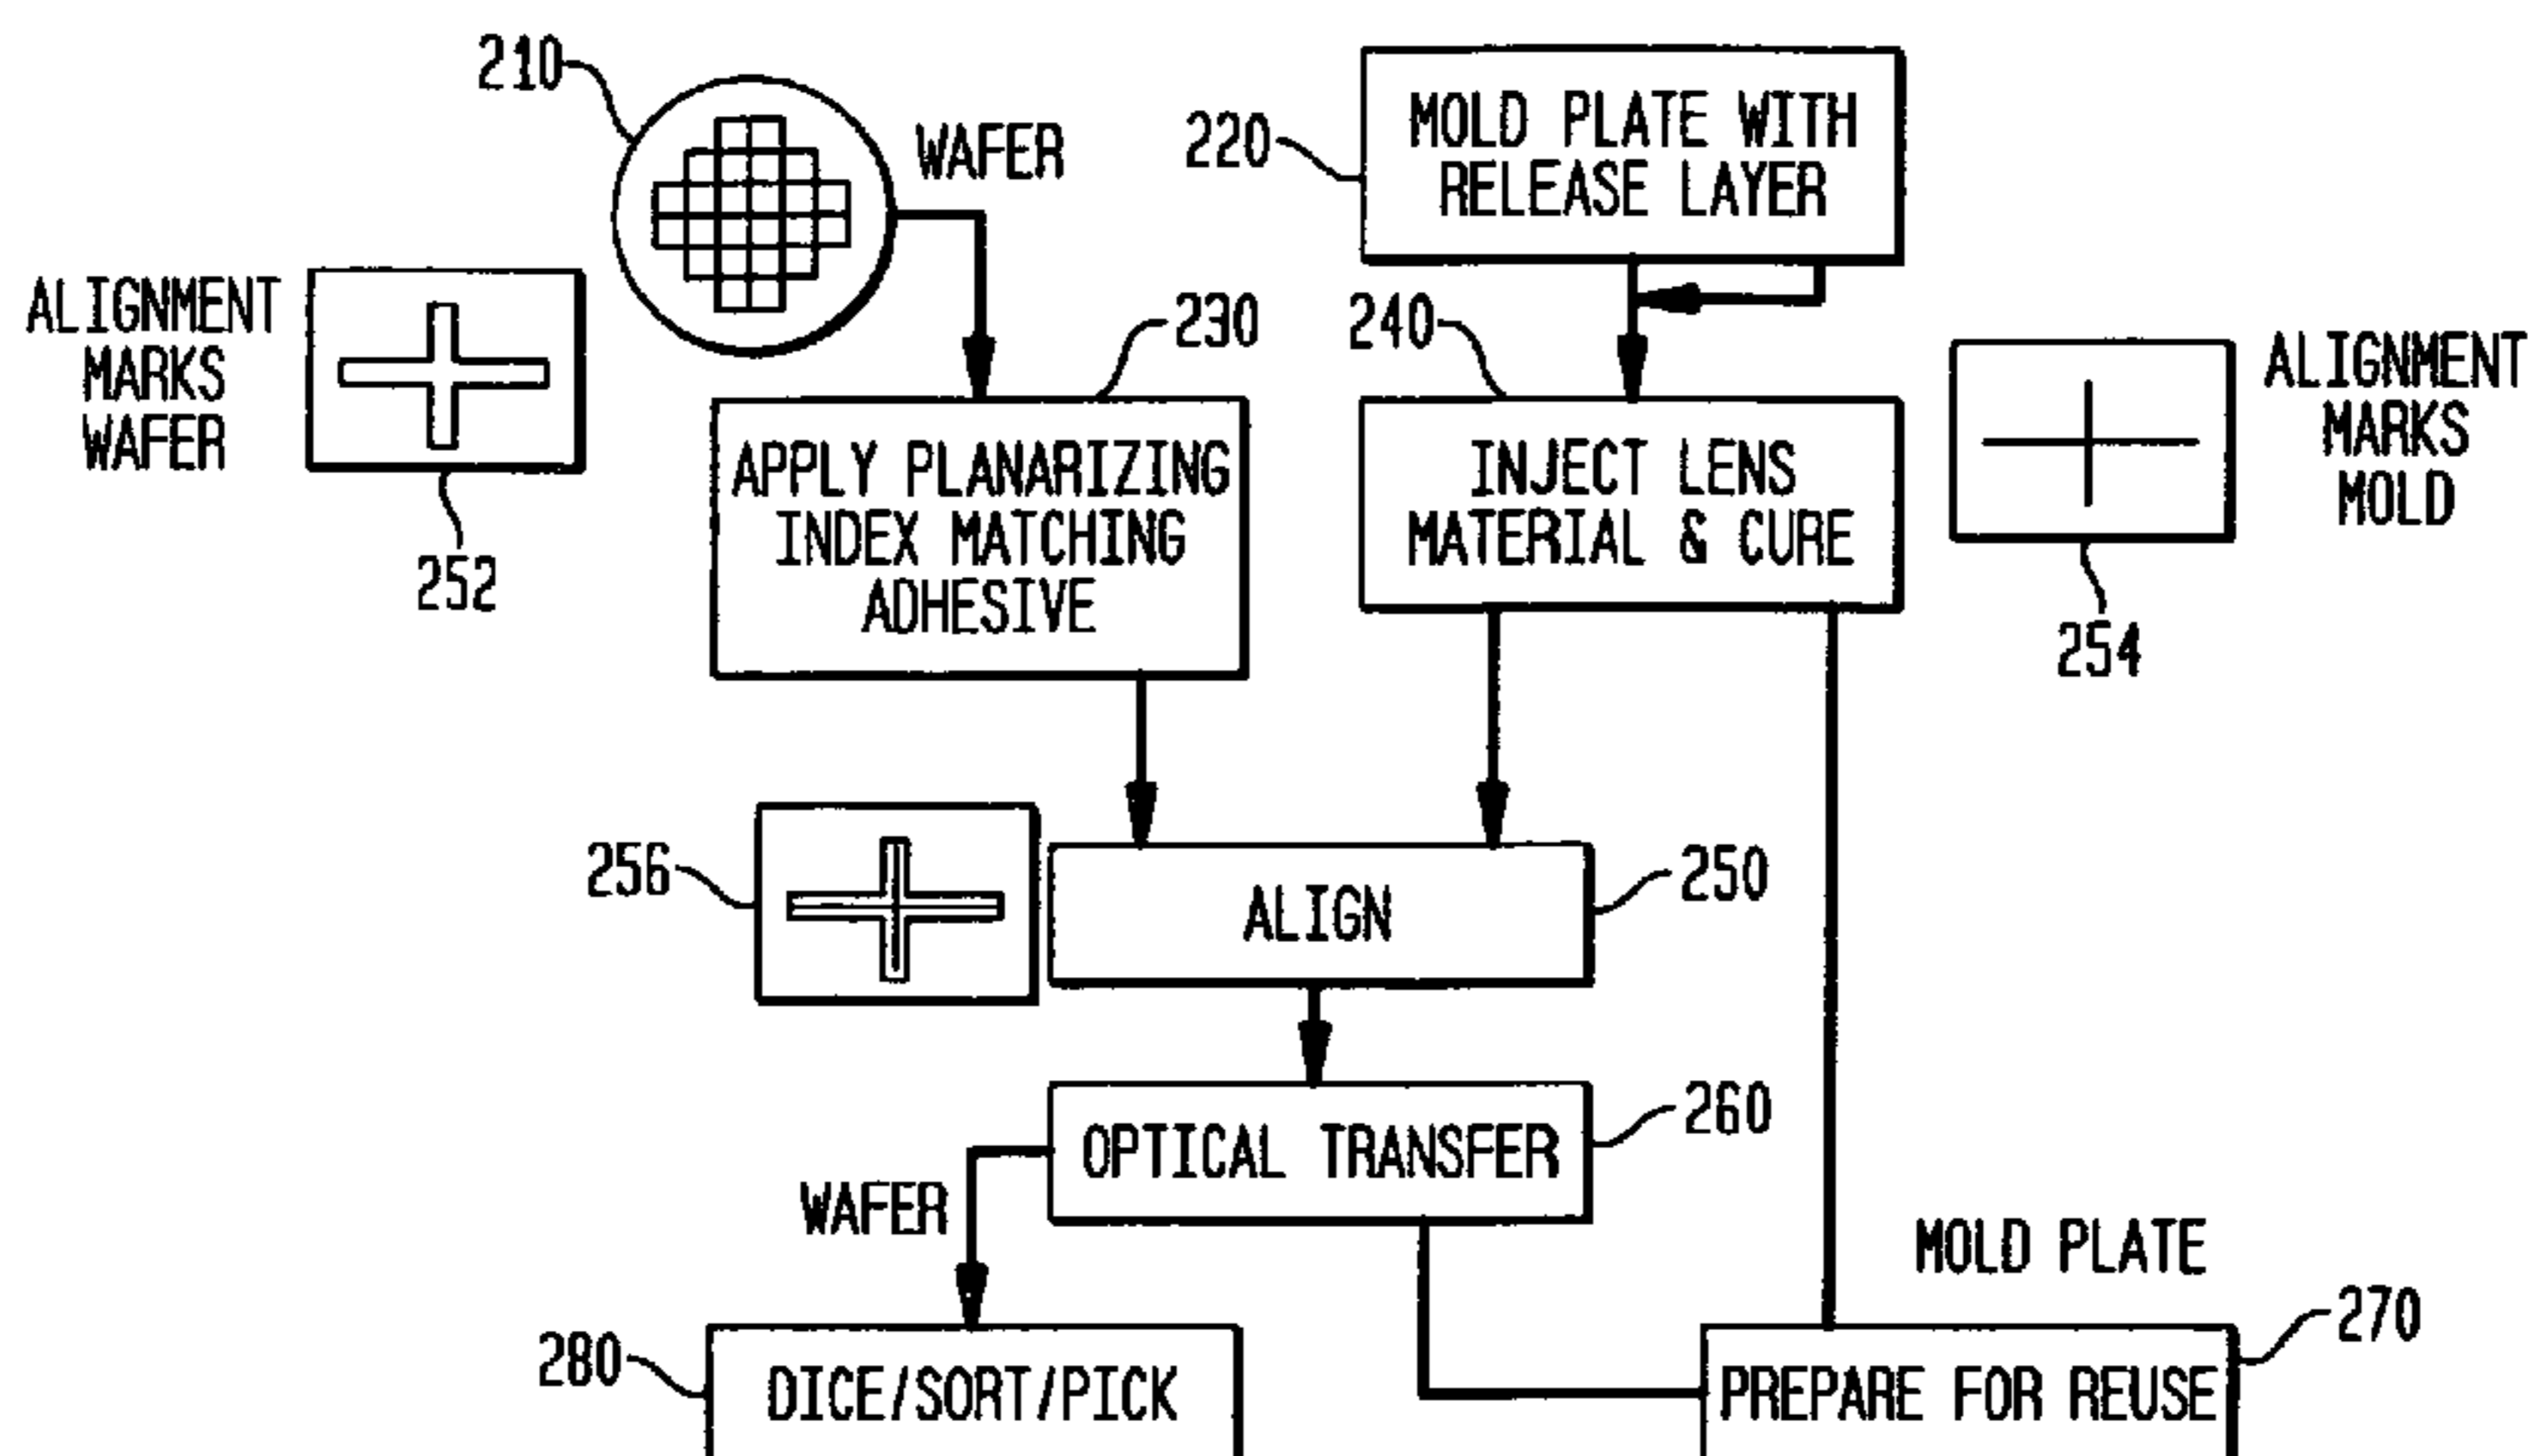 210
WAFER
220
MOLD PLATE WITH
RELEASE LAYER
ALIGNMENT
MARKS
WAFER
252
230
APPLY PLANARIZING
INDEX MATCHING
ADHESIVE
240
INJECT LENS
MATERIAL & CURE
ALIGNMENT
MARKS
MOLD
254
256
ALIGN
250
OPTICAL TRANSFER
260
WAFER
MOLD PLATE
280
DICE/SORT/PICK
PREPARE FOR REUSE
270